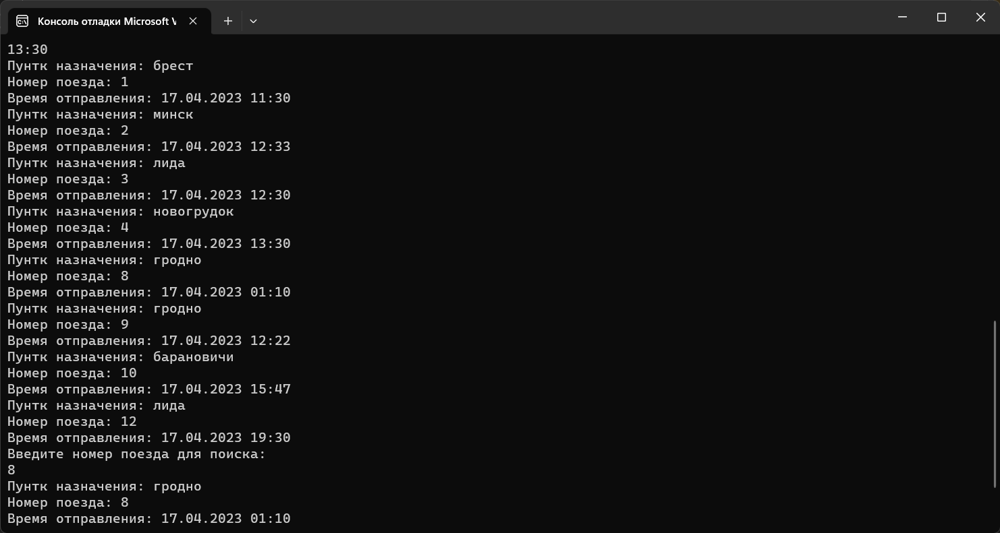 Консоль отладки Microsoft V
13:30
Пунтк назначения: брест
Номер поезда: 1
Время отправления: 17.04.2023 11:30
Пунтк назначения: минск
Номер поезда: 2
Время отправления: 17.04.2023 12:33
Пунтк назначения: лида
Номер поезда: 3
Время отправления: 17.04.2023 12:30
Пунтк назначения: новогрудок
Номер поезда: 4
Время отправления: 17.04.2023 13:30
Пунтк назначения: гродно
Номер поезда: 8
Время отправления: 17.04.2023 01:10
Пунтк назначения: гродно
Номер поезда: 9
Время отправления: 17.04.2023 12:22
Пунтк назначения: барановичи
Номер поезда: 10
Время отправления: 17.04.2023 15:47
Пунтк назначения: лида
Номер поезда: 12
Время отправления: 17.04.2023 19:30
Введите номер поезда для поиска:
8
Пунтк назначения: гродно
Номер поезда: 8
Время отправления: 17.04.2023 01:10